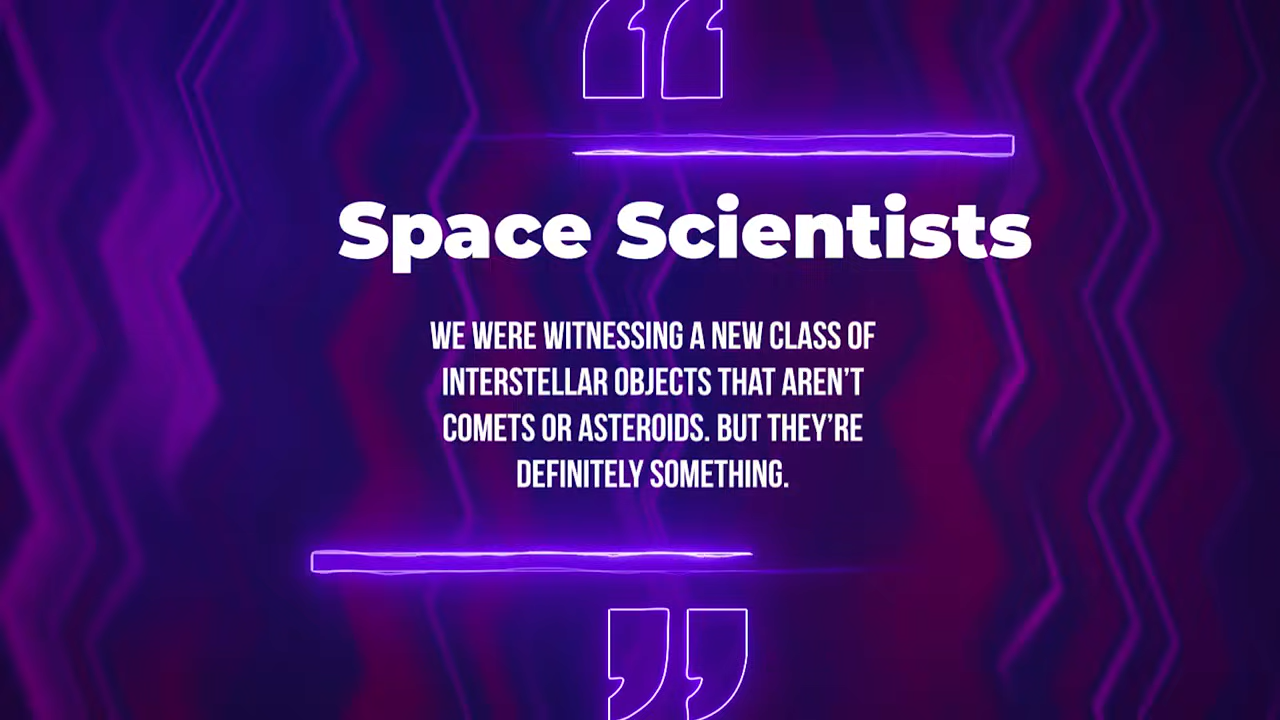 Space Scientists
WE WERE WITNESSING A NEW CLASS OF
INTERSTELLAR OBJECTS THAT AREN’T
COMETS OR ASTEROIDS. BUT THEY’RE
DEFINITELY SOMETHING.